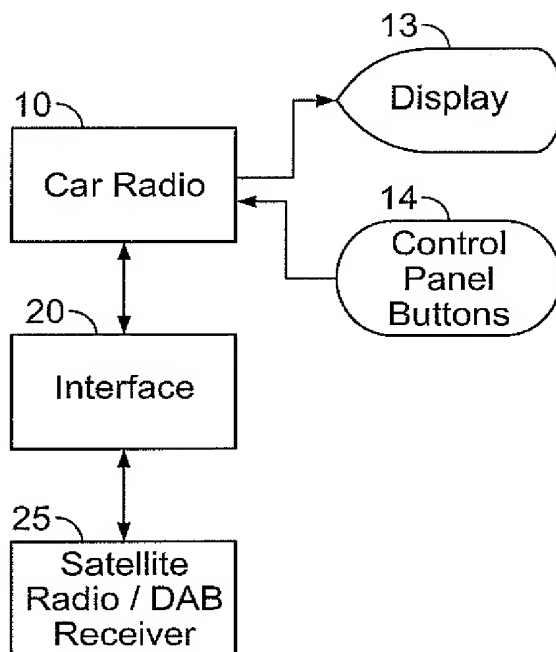 13
Display
10
Car Radio
14
Control
Panel
Buttons
20
Interface
25
Satellite
Radio / DAB
Receiver